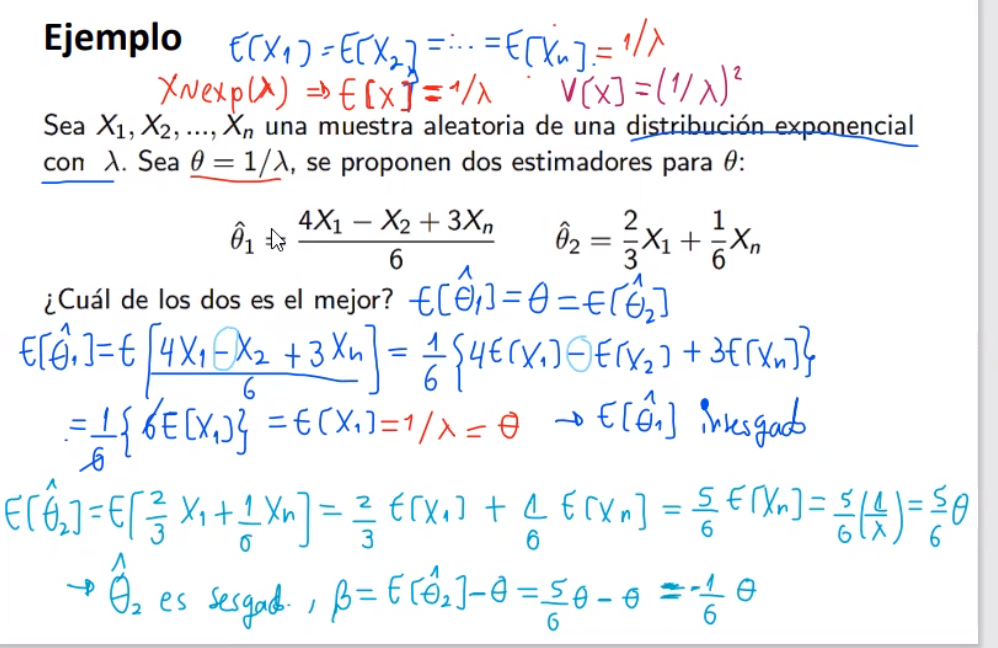 Ejemplo E[X₁] = E[X₂] = ... = E[Xₙ] = 1/λ
X∼exp(λ) ⇒ E[X] = 1/λ V[X] = (1/λ)²
Sea X₁, X₂, ..., Xₙ una muestra aleatoria de una distribución exponencial
con λ. Sea θ = 1/λ, se proponen dos estimadores para θ:
θ̂₁ = (4X₁ − X₂ + 3Xₙ)/6 θ̂₂ = 2/3 X₁ + 1/6 Xₙ
¿Cuál de los dos es el mejor? E[θ̂₁] = θ = E[θ̂₂]
E[θ̂₁] = E[(4X₁ − X₂ + 3Xₙ)/6] = 1/6 {4E[X₁] − E[X₂] + 3E[Xₙ]}
= 1/6 {6E[X₁]} = E[X₁] = 1/λ = θ → E[θ̂₁] insesgado
E[θ̂₂] = E[2/3 X₁ + 1/6 Xₙ] = 2/3 E[X₁] + 1/6 E[Xₙ] = 5/6 E[Xₙ] = 5/6 (1/λ) = 5/6 θ
→ θ̂₂ es sesgad., β = E[θ̂₂] − θ = 5/6 θ − θ = −1/6 θ